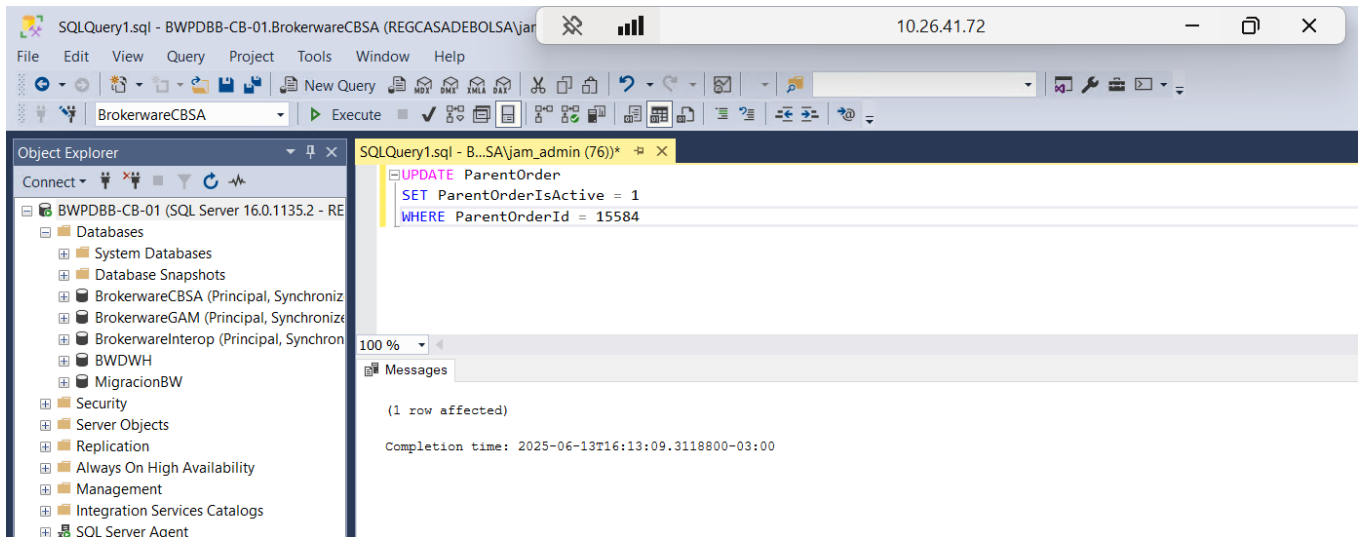 SQLQuery1.sql - BWPDBB-CB-01.BrokerwareCBSA (REGCASADEBOLSA\jar
10.26.41.72
File Edit View Query Project Tools Window Help
New Query
MDX DMX XMLA DAX
BrokerwareCBSA
Execute
Object Explorer
SQLQuery1.sql - B...SA\jam_admin (76))*
Connect
UPDATE ParentOrder
SET ParentOrderIsActive = 1
WHERE ParentOrderId = 15584
BWPDBB-CB-01 (SQL Server 16.0.1135.2 - RE
Databases
System Databases
Database Snapshots
BrokerwareCBSA (Principal, Synchroniz
BrokerwareGAM (Principal, Synchronize
BrokerwareInterop (Principal, Synchron
BWDWH
MigracionBW
Security
Server Objects
Replication
Always On High Availability
Management
Integration Services Catalogs
SQL Server Agent
100 %
Messages
(1 row affected)
Completion time: 2025-06-13T16:13:09.3118800-03:00